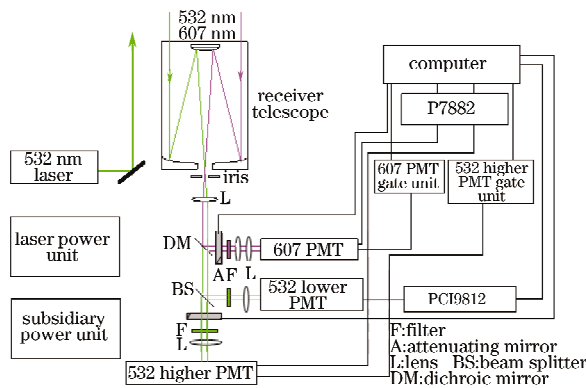 532 nm
607 nm
computer
receiver
telescope
P7882
532 nm
laser
iris
607 PMT
gate unit
532 higher
PMT gate
unit
L
DM
laser power
unit
A F L
607 PMT
BS
532 lower
PMT
PCI9812
subsidiary
power unit
F
L
532 higher PMT
F:filter
A:attenuating mirror
L:lens BS:beam splitter
DM:dichroic mirror